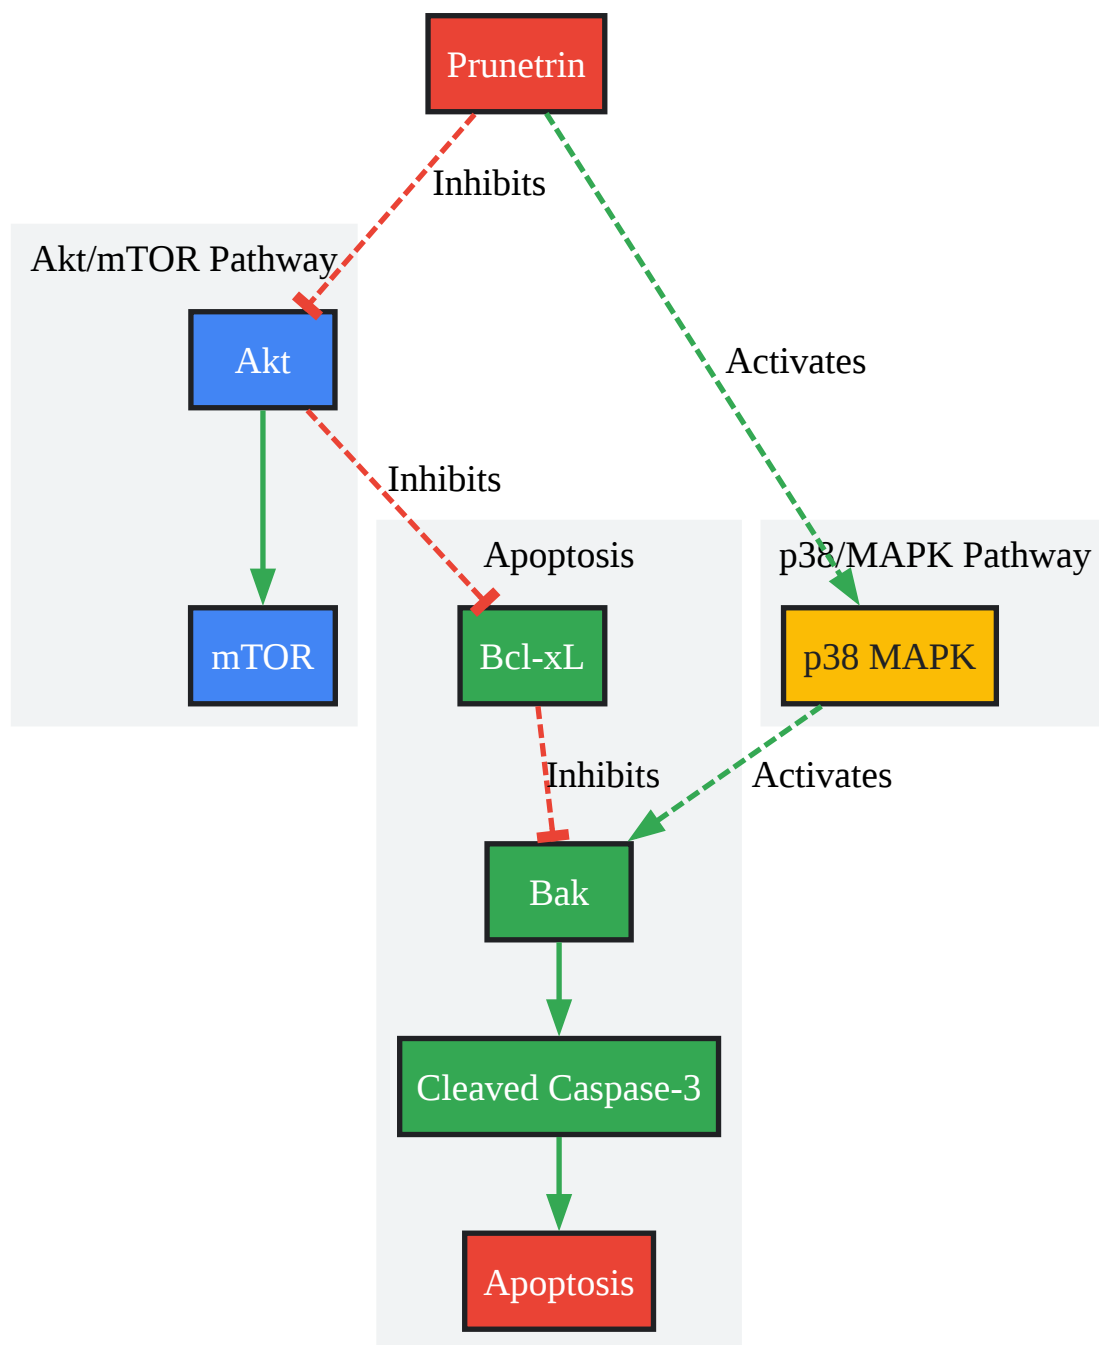 Prunetrin
Inhibits
Akt/mTOR Pathway
Akt
Activates
Inhibits
Apoptosis
p38/MAPK Pathway
mTOR
Bcl-xL
p38 MAPK
Inhibits
Activates
Bak
Cleaved Caspase-3
Apoptosis